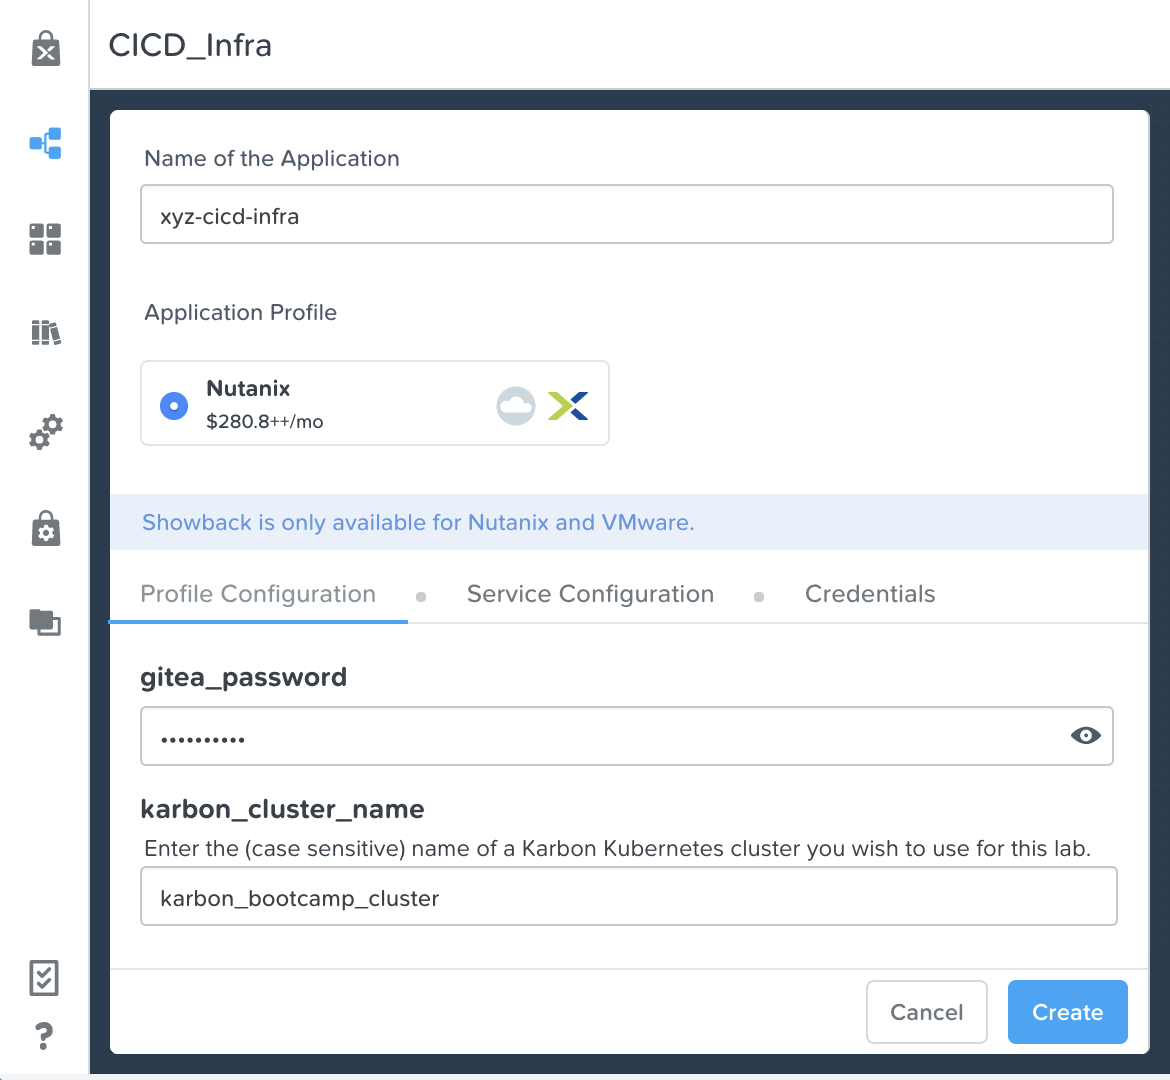 CICD_Infra
Name of the Application
xyz-cicd-infra
Application Profile
Nutanix
$280.8++/mo
Showback is only available for Nutanix and VMware.
Profile Configuration Service Configuration Credentials
gitea_password
••••••••••
karbon_cluster_name
Enter the (case sensitive) name of a Karbon Kubernetes cluster you wish to use for this lab.
karbon_bootcamp_cluster
Cancel Create
?